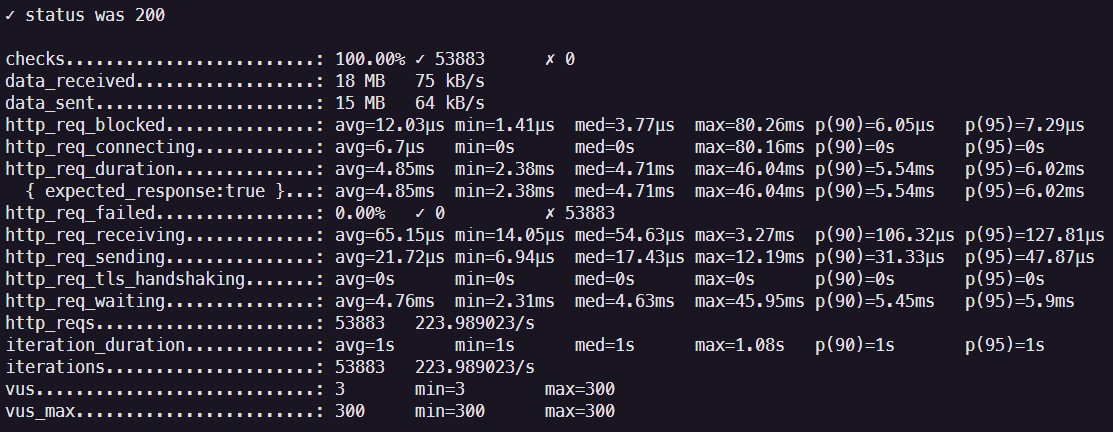 ✓ status was 200
checks.........................: 100.00% ✓ 53883      ✗ 0
data_received..................: 18 MB   75 kB/s
data_sent......................: 15 MB   64 kB/s
http_req_blocked...............: avg=12.03µs min=1.41µs  med=3.77µs  max=80.26ms p(90)=6.05µs   p(95)=7.29µs
http_req_connecting............: avg=6.7µs   min=0s      med=0s      max=80.16ms p(90)=0s       p(95)=0s
http_req_duration..............: avg=4.85ms  min=2.38ms  med=4.71ms  max=46.04ms p(90)=5.54ms   p(95)=6.02ms
  { expected_response:true }...: avg=4.85ms  min=2.38ms  med=4.71ms  max=46.04ms p(90)=5.54ms   p(95)=6.02ms
http_req_failed................: 0.00%   ✓ 0          ✗ 53883
http_req_receiving.............: avg=65.15µs min=14.05µs med=54.63µs max=3.27ms  p(90)=106.32µs p(95)=127.81µs
http_req_sending...............: avg=21.72µs min=6.94µs  med=17.43µs max=12.19ms p(90)=31.33µs  p(95)=47.87µs
http_req_tls_handshaking.......: avg=0s      min=0s      med=0s      max=0s      p(90)=0s       p(95)=0s
http_req_waiting...............: avg=4.76ms  min=2.31ms  med=4.63ms  max=45.95ms p(90)=5.45ms   p(95)=5.9ms
http_reqs......................: 53883   223.989023/s
iteration_duration.............: avg=1s      min=1s      med=1s      max=1.08s   p(90)=1s       p(95)=1s
iterations.....................: 53883   223.989023/s
vus............................: 3       min=3        max=300
vus_max........................: 300     min=300      max=300